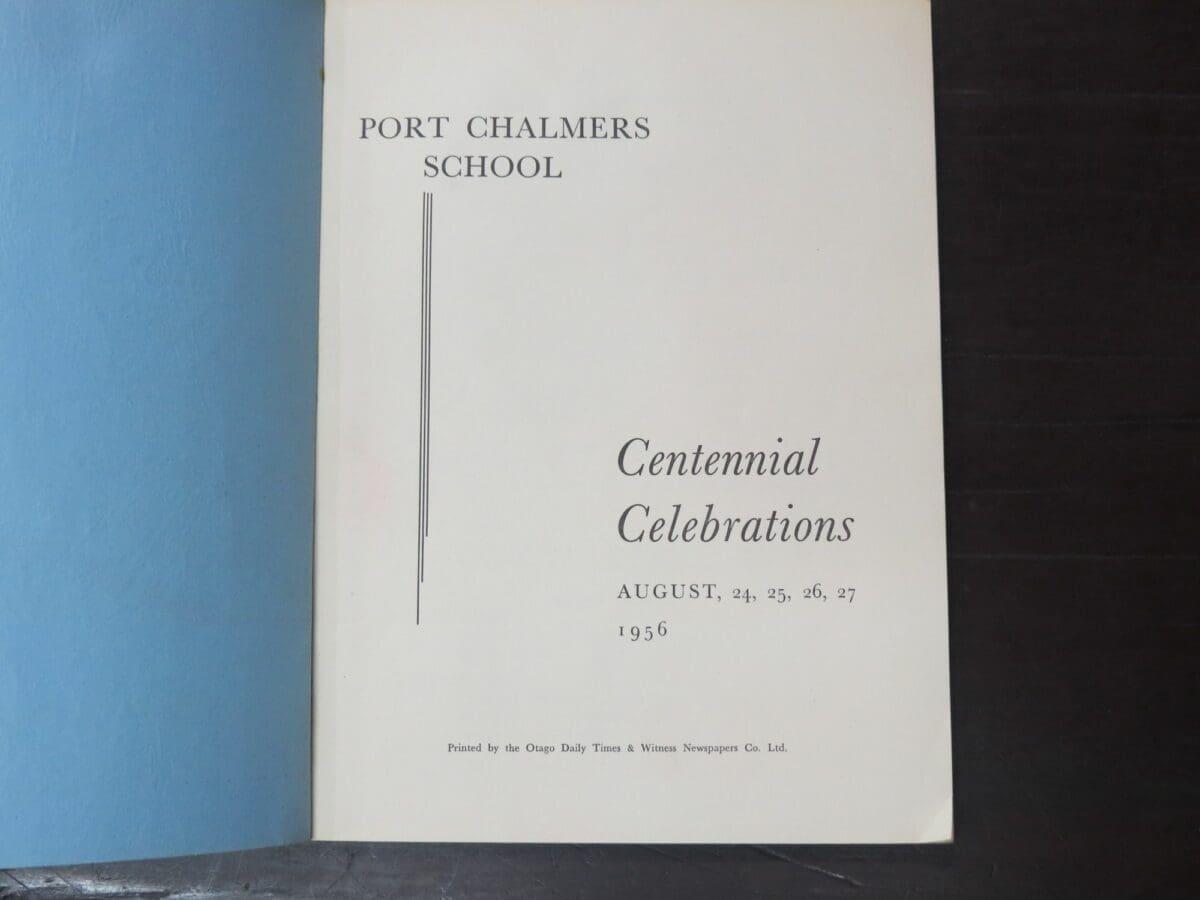 PORT CHALMERS
SCHOOL
Centennial
Celebrations
AUGUST, 24, 25, 26, 27
1956
Printed by the Otago Daily Times & Witness Newspapers Co. Ltd.